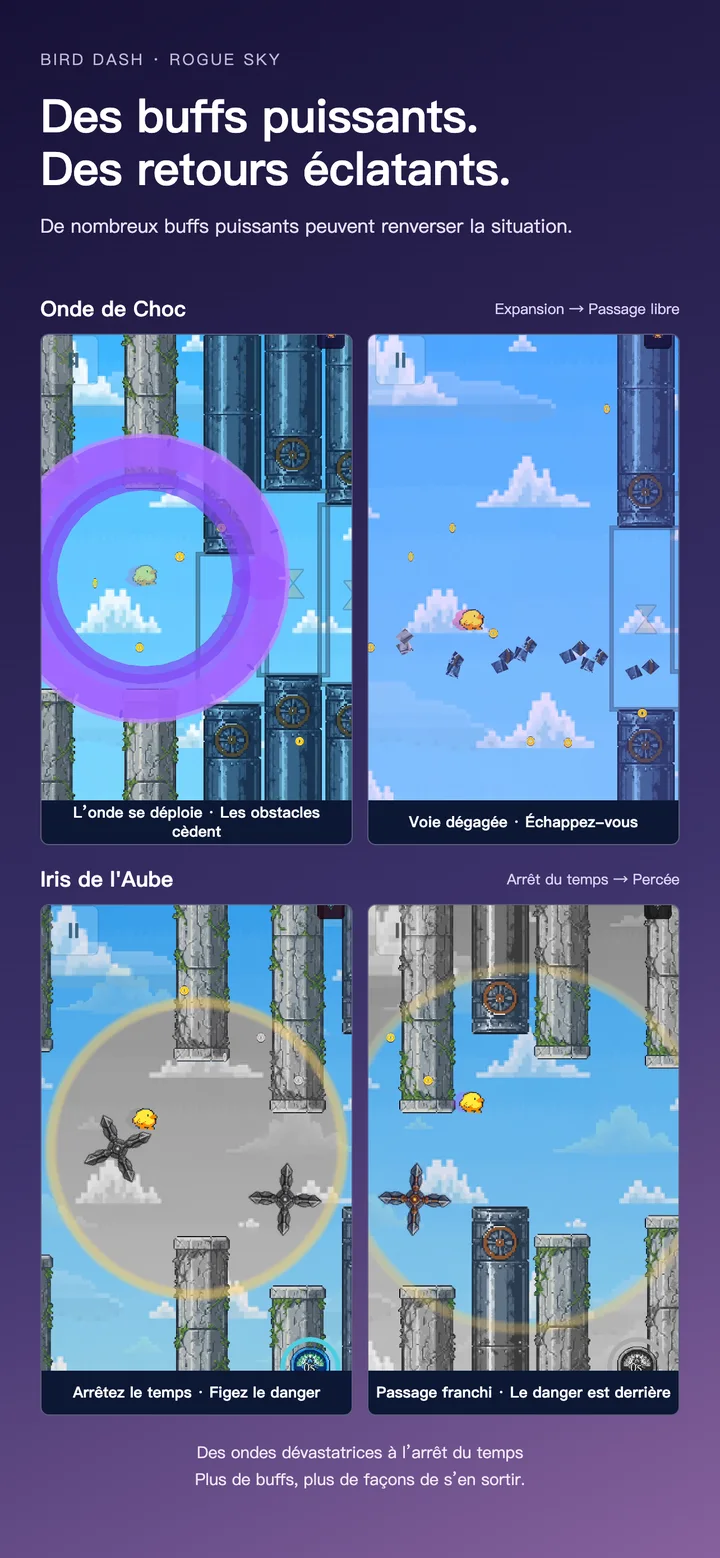 BIRD DASH · ROGUE SKY
Des buffs puissants.
Des retours éclatants.
De nombreux buffs puissants peuvent renverser la situation.
Onde de Choc
Expansion → Passage libre
L’onde se déploie · Les obstacles
cèdent
Voie dégagée · Échappez-vous
Iris de l'Aube
Arrêt du temps → Percée
Arrêtez le temps · Figez le danger
Passage franchi · Le danger est derrière
Des ondes dévastatrices à l’arrêt du temps
Plus de buffs, plus de façons de s’en sortir.